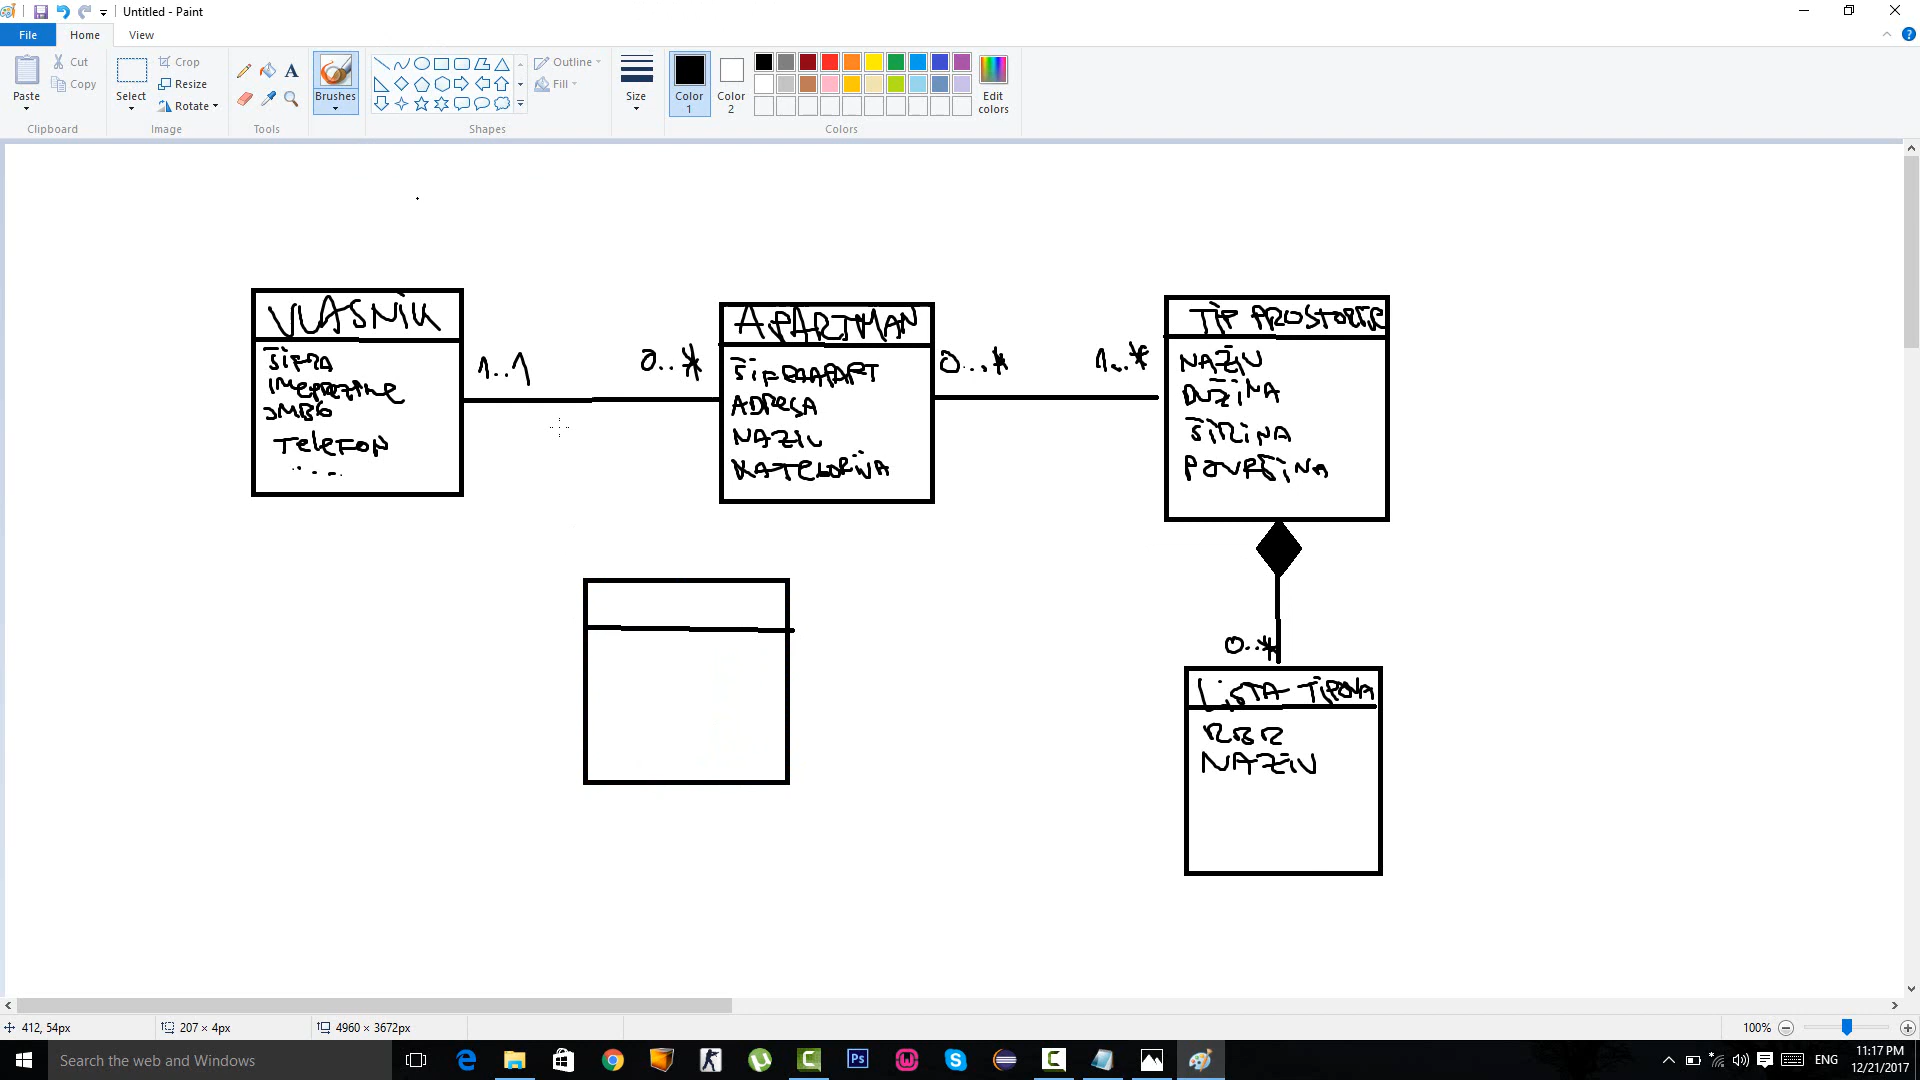 Untitled - Paint
File
Home
View
Paste
Cut
Copy
Clipboard
Select
Crop
Resize
Rotate
Image
Tools
Brushes
Shapes
Outline
Fill
Size
Color 1
Color 2
Edit colors
Colors
VLASNIK
ŠIFRA
IMEPREZIME
JMBG
TELEFON
.....
1..1
0..*
APARTMAN
ŠIFRAAPART
ADRESA
NAZIV
KATEGORIJA
0...*
1..*
TIP PROSTORIJE
NAZIV
DUŽINA
ŠIRINA
POVRŠINA
0..*
LISTA TIPOVA
RBR
NAZIV
412, 54px
207 × 4px
4960 × 3672px
100%
Search the web and Windows
ENG
11:17 PM
12/21/2017